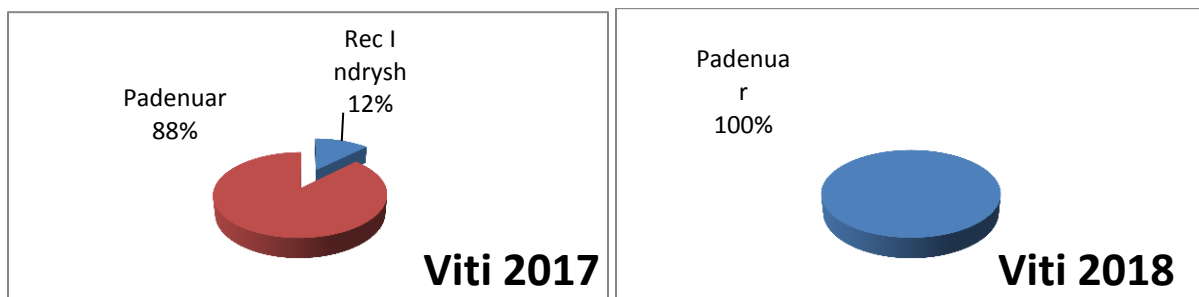 Rec I
ndrysh
12%
Padenuar
88%
Viti 2017
Padenua
r
100%
Viti 2018